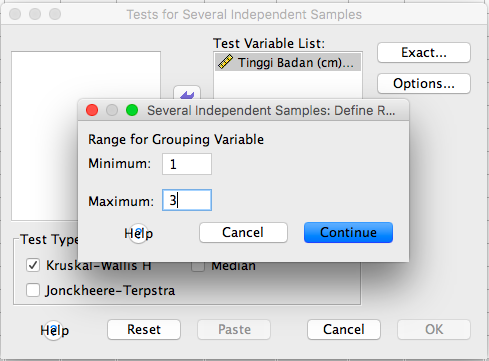 Tests for Several Independent Samples
Test Variable List:
Tinggi Badan (cm)...
Exact...
Options...
Several Independent Samples: Define R...
Range for Grouping Variable
Minimum: 1
Maximum: 3
Help Cancel Continue
Test Type
Kruskal-Wallis H Median
Jonckheere-Terpstra
Help Reset Paste Cancel OK